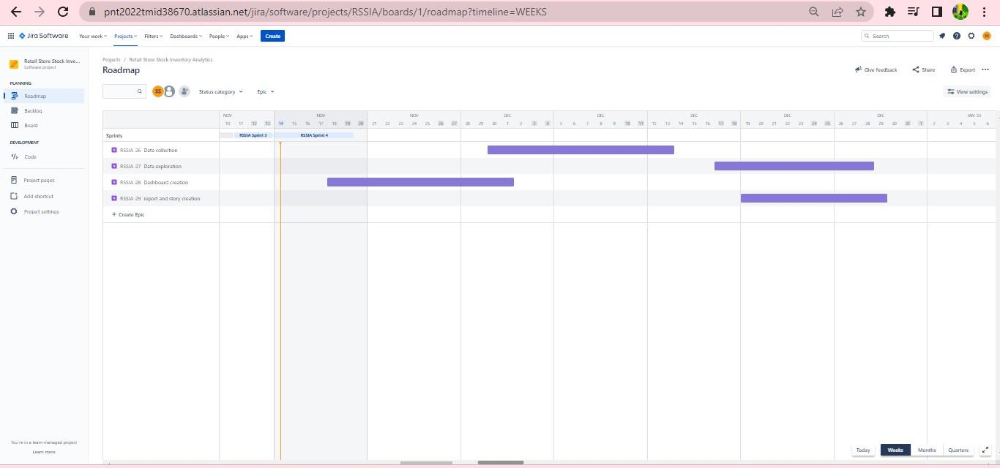 pnt2022tmid38670.atlassian.net/jira/software/projects/RSSIA/boards/1/roadmap?timeline=WEEKS
Jira Software Your work Projects Filters Dashboards People Apps Create Search SS
Retail Store Stock Inve...
Software project
PLANNING
Roadmap
Backlog
Board
DEVELOPMENT
Code
Project pages
Add shortcut
Project settings
You're in a team-managed project
Learn more
Projects / Retail Store Stock Inventory Analytics
Roadmap
Give feedback Share Export
SS Status category Epic View settings
NOV NOV NOV DEC DEC DEC DEC DEC JAN '23
10 11 12 13 14 15 16 17 18 19 20 21 22 23 24 25 26 27 28 29 30 1 2 3 4 5 6 7 8 9 10 11 12 13 14 15 16 17 18 19 20 21 22 23 24 25 26 27 28 29 30 31 1 2 3 4 5 6
Sprints RSSIA Sprint 3 RSSIA Sprint 4
RSSIA-26 Data collection
RSSIA-27 Data exploration
RSSIA-28 Dashboard creation
RSSIA-29 report and story creation
+ Create Epic
Today Weeks Months Quarters